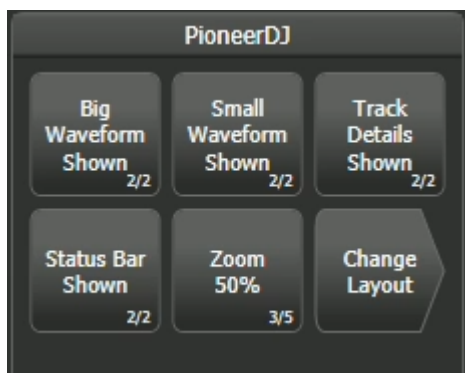 PioneerDJ
Big
Waveform
Shown
2/2
Small
Waveform
Shown
2/2
Track
Details
Shown
2/2
Status Bar
Shown
2/2
Zoom
50%
3/5
Change
Layout